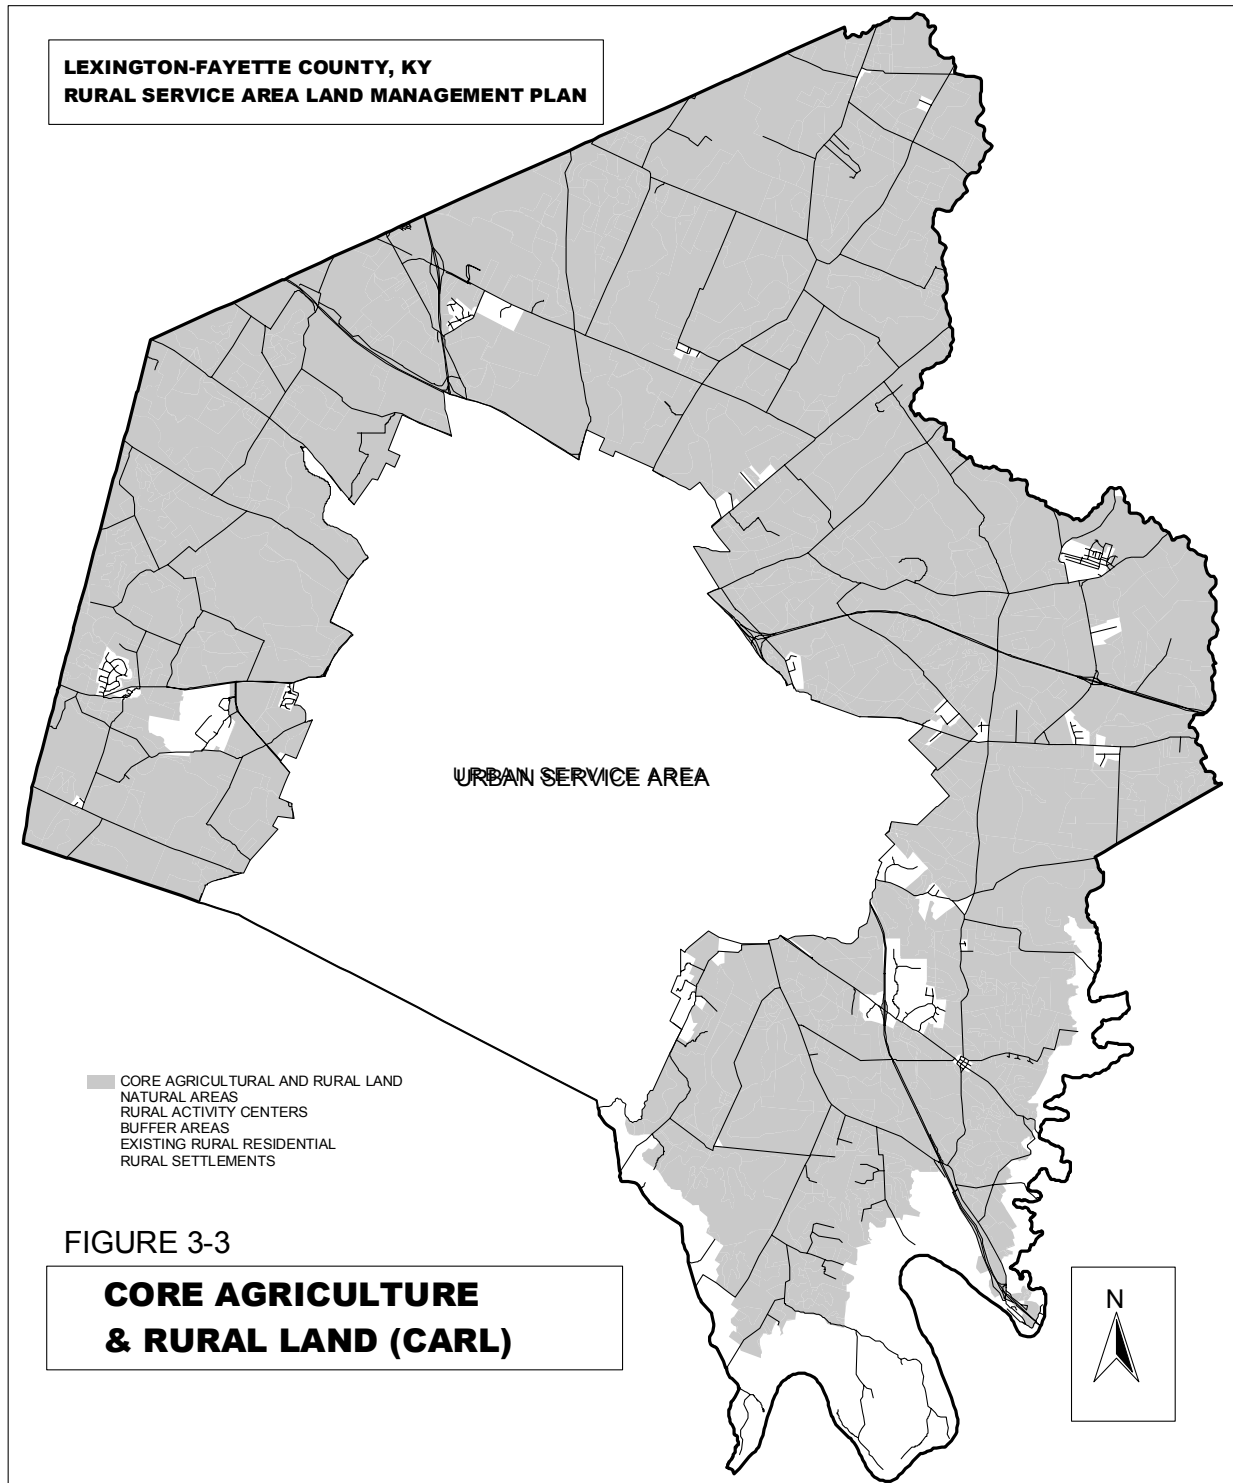 LEXINGTON-FAYETTE COUNTY, KY
RURAL SERVICE AREA LAND MANAGEMENT PLAN
URBAN SERVICE AREA
CORE AGRICULTURAL AND RURAL LAND
NATURAL AREAS
RURAL ACTIVITY CENTERS
BUFFER AREAS
EXISTING RURAL RESIDENTIAL
RURAL SETTLEMENTS
FIGURE 3-3
CORE AGRICULTURE
& RURAL LAND (CARL)
N